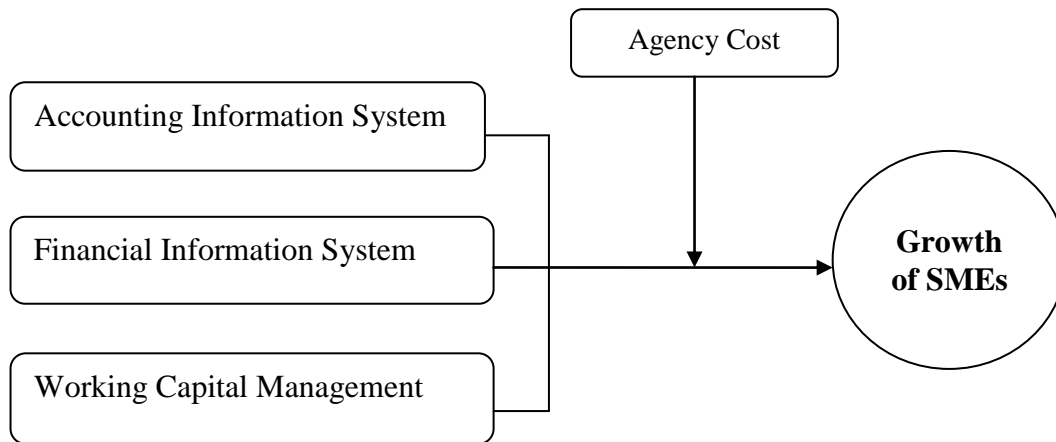 Agency Cost
Accounting Information System
Financial Information System
Growth
of SMEs
Working Capital Management